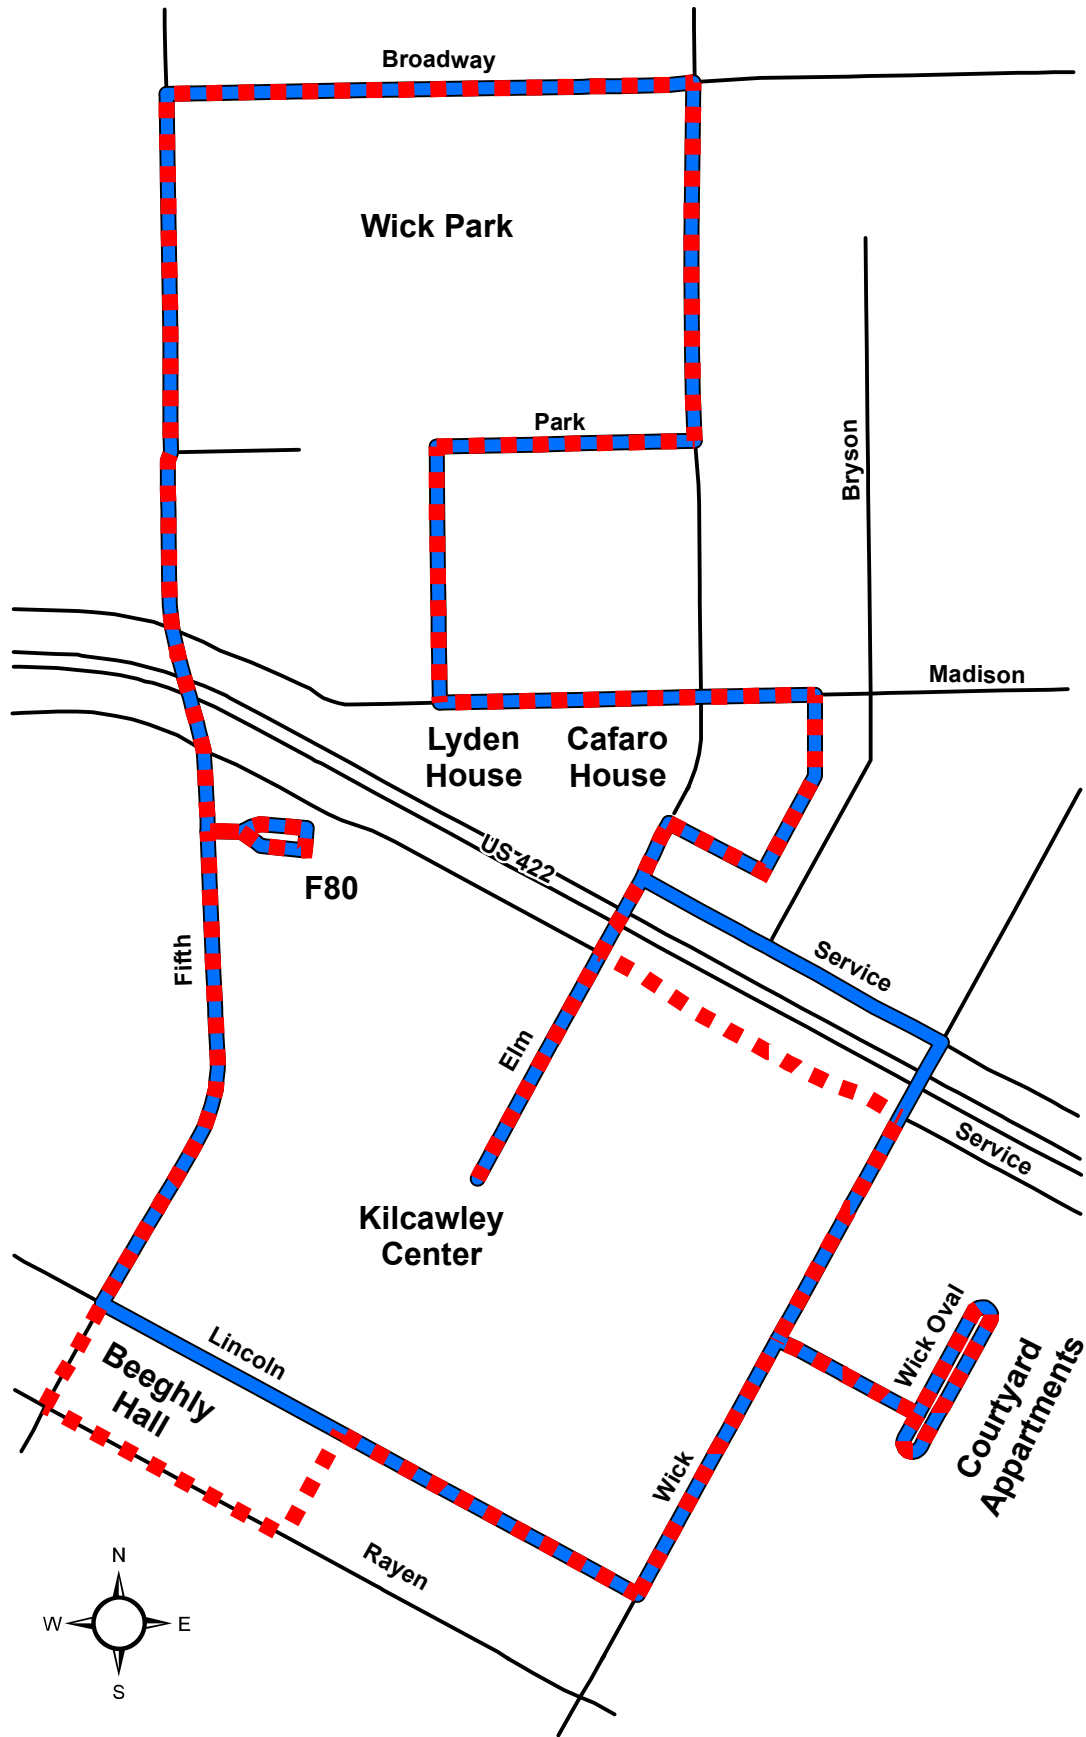 Broadway
Wick Park
Park
Bryson
Madison
Lyden
House
Cafaro
House
US 422
F80
Fifth
Service
Elm
Service
Kilcawley
Center
Wick Oval
Courtyard
Appartments
Lincoln
Beeghly
Hall
Wick
Rayen
N
W
E
S